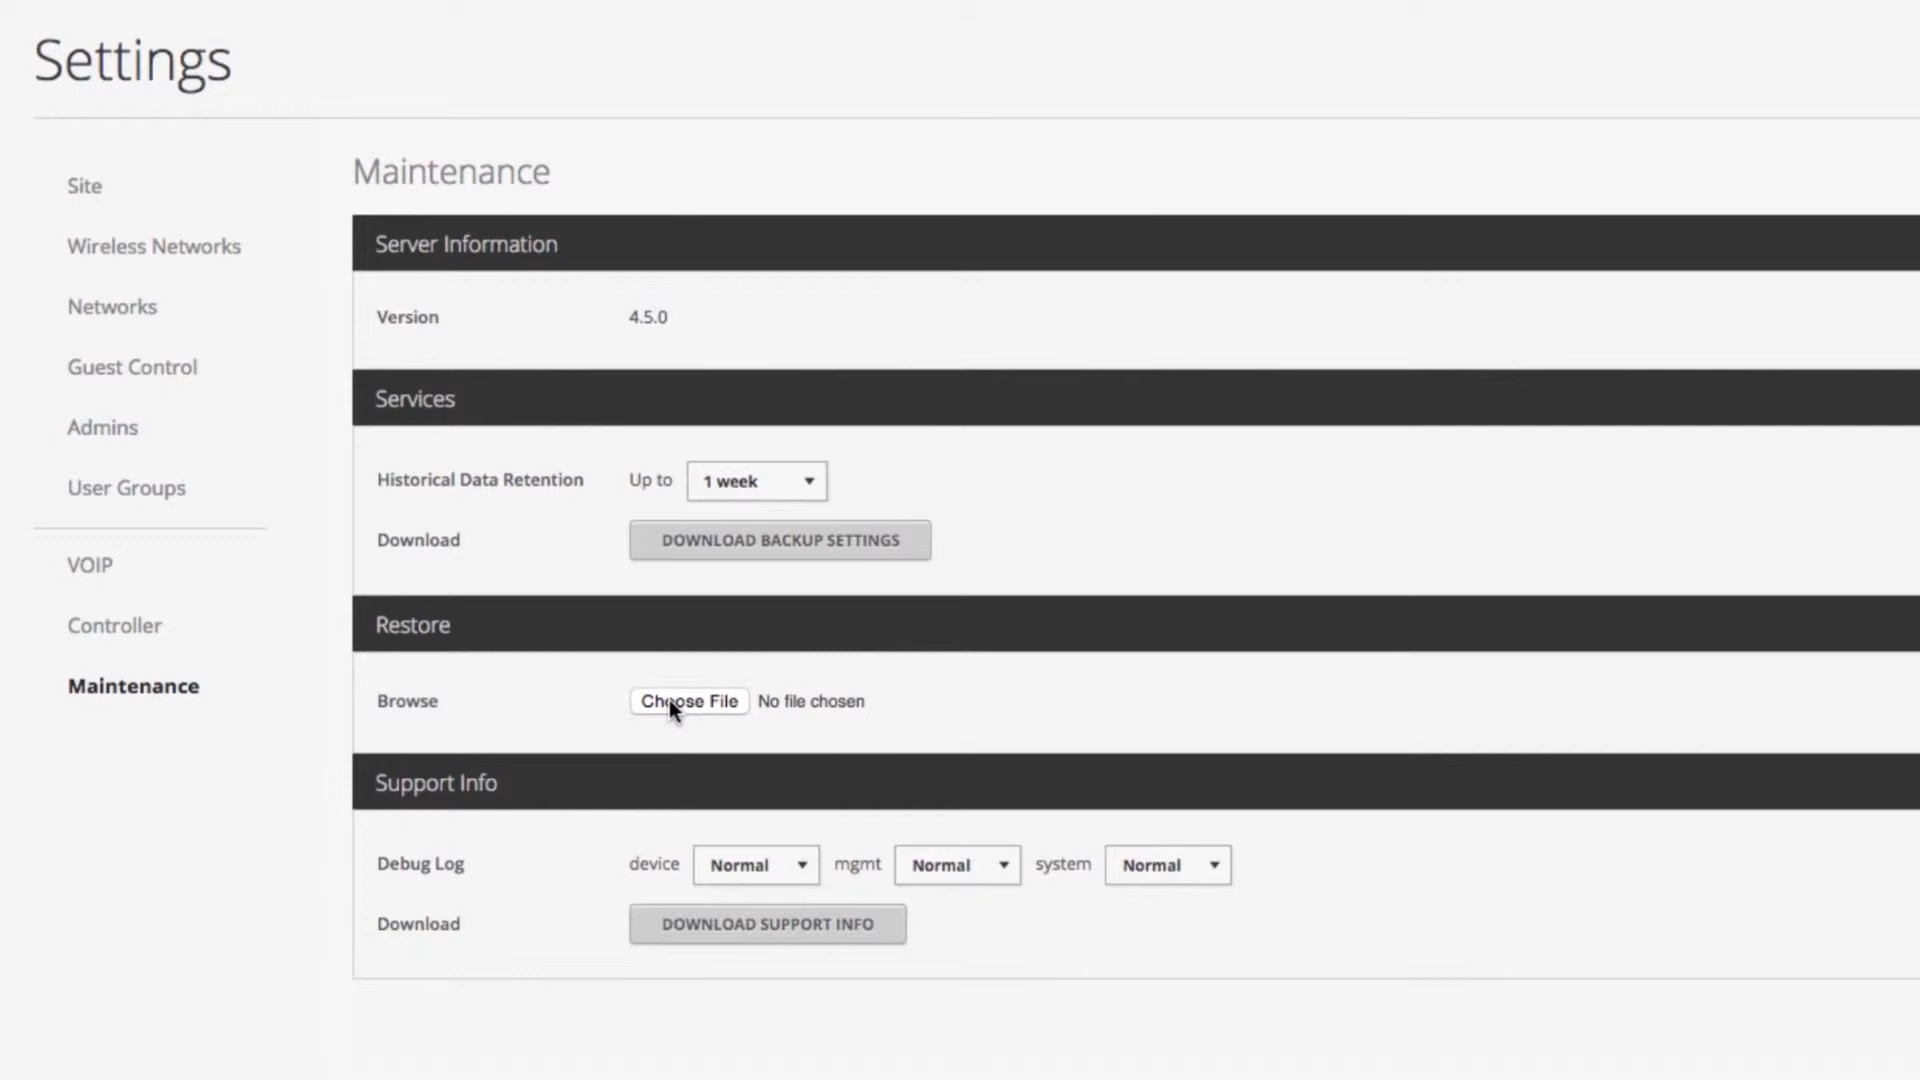 Settings
Site
Wireless Networks
Networks
Guest Control
Admins
User Groups
VOIP
Controller
Maintenance
Maintenance
Server Information
Version 4.5.0
Services
Historical Data Retention Up to 1 week
Download DOWNLOAD BACKUP SETTINGS
Restore
Browse Choose File No file chosen
Support Info
Debug Log device Normal mgmt Normal system Normal
Download DOWNLOAD SUPPORT INFO